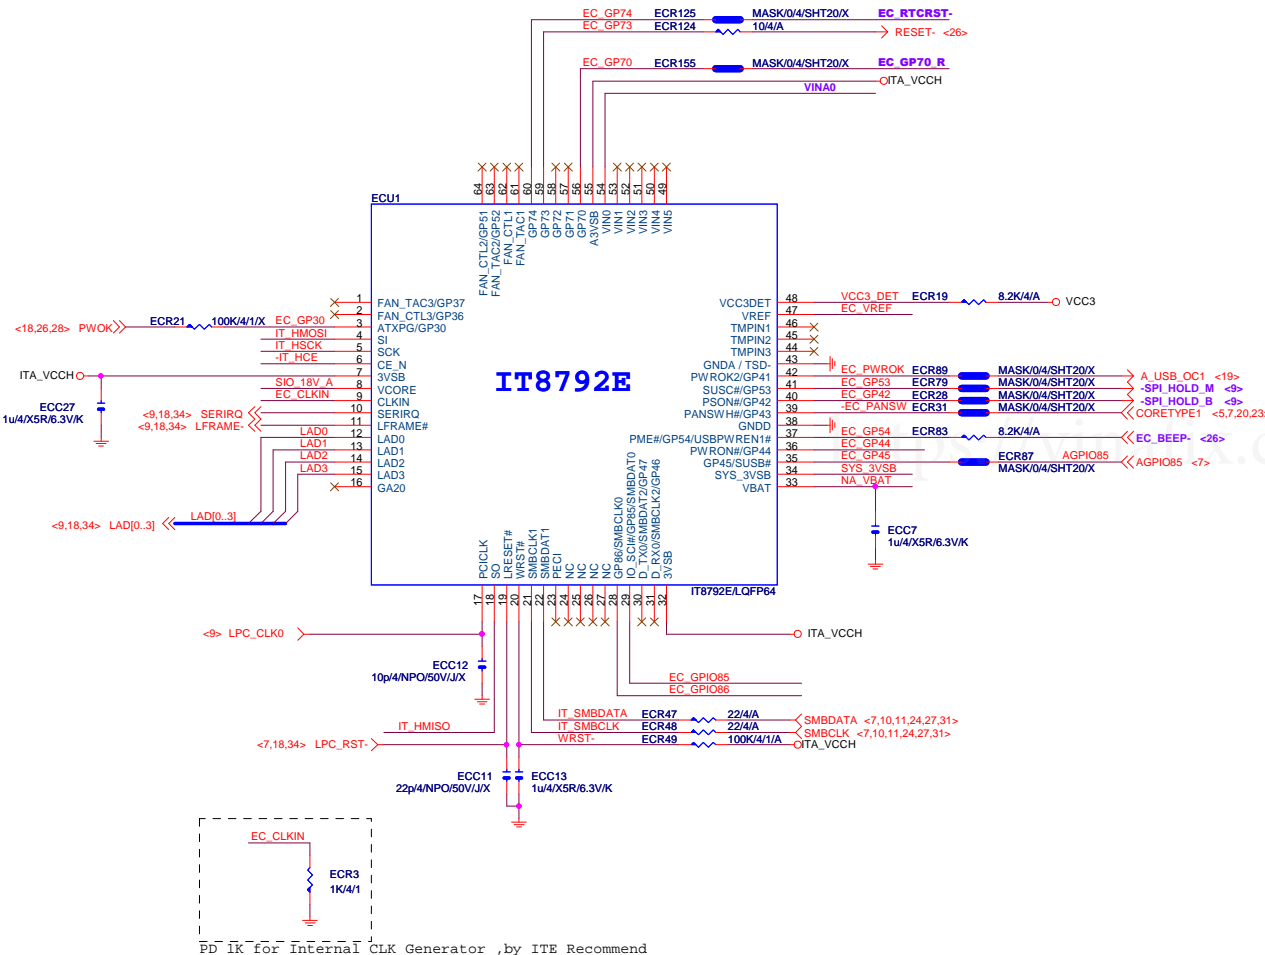 EC_GP74 ECR125 MASK/0/4/SHT20/X EC_RTCRST-
EC_GP73 ECR124 10/4/A RESET- <26>
EC_GP70 ECR155 MASK/0/4/SHT20/X EC_GP70_R
ITA_VCCH
VINA0
64 63 62 61 60 59 58 57 56 55 54 53 52 51 50 49
ECU1
FAN_CTL2/GP51
FAN_TAC2/GP52
FAN_CTL1
FAN_TAC1
GP74
GP73
GP72
GP71
GP70
A3VSB
VIN0
VIN1
VIN2
VIN3
VIN4
VIN5
1 FAN_TAC3/GP37
2 FAN_CTL3/GP36
<18,26,28> PWOK ECR21 100K/4/1/X EC_GP30 3 ATXPG/GP30
IT_HMOSI 4 SI
IT_HSCK 5 SCK
-IT_HCE 6 CE_N
ITA_VCCH 7 3VSB
SIO_18V_A 8 VCORE
EC_CLKIN 9 CLKIN
ECC27
1u/4/X5R/6.3V/K
<9,18,34> SERIRQ 10 SERIRQ
<9,18,34> LFRAME- 11 LFRAME#
LAD0 12 LAD0
LAD1 13 LAD1
LAD2 14 LAD2
LAD3 15 LAD3
16 GA20
<9,18,34> LAD[0..3] LAD[0..3]
IT8792E
VCC3DET 48 VCC3_DET ECR19 8.2K/4/A VCC3
VREF 47 EC_VREF
TMPIN1 46
TMPIN2 45
TMPIN3 44
GNDA / TSD- 43
PWROK2/GP41 42 EC_PWROK ECR89 MASK/0/4/SHT20/X A_USB_OC1 <19>
SUSC#/GP53 41 EC_GP53 ECR79 MASK/0/4/SHT20/X -SPI_HOLD_M <9>
PSON#/GP42 40 EC_GP42 ECR28 MASK/0/4/SHT20/X -SPI_HOLD_B <9>
PANSWH#/GP43 39 -EC_PANSW ECR31 MASK/0/4/SHT20/X CORETYPE1 <5,7,20,23
GNDD 38
PME#/GP54/USBPWREN1# 37 EC_GP54 ECR83 8.2K/4/A EC_BEEP- <26>
PWRON#/GP44 36 EC_GP44
GP45/SUSB# 35 EC_GP45 ECR87 MASK/0/4/SHT20/X AGPIO85 AGPIO85 <7>
SYS_3VSB 34 SYS_3VSB
VBAT 33 NA_VBAT
ECC7
1u/4/X5R/6.3V/K
PCICLK
SO
LRESET#
WRST#
SMBCLK1
SMBDAT1
PECI
NC
NC
NC
NC
GP86/SMBCLK0
IO_SCI#/GP85/SMBDAT0
D_TX0/SMBDAT2/GP47
D_RX0/SMBCLK2/GP46
3VSB
IT8792E/LQFP64
17 18 19 20 21 22 23 24 25 26 27 28 29 30 31 32
<9> LPC_CLK0
ITA_VCCH
ECC12
10p/4/NPO/50V/J/X
EC_GPIO85
EC_GPIO86
IT_SMBDATA ECR47 22/4/A SMBDATA <7,10,11,24,27,31>
IT_HMISO IT_SMBCLK ECR48 22/4/A SMBCLK <7,10,11,24,27,31>
<7,18,34> LPC_RST- WRST- ECR49 100K/4/1/A ITA_VCCH
ECC11
22p/4/NPO/50V/J/X
ECC13
1u/4/X5R/6.3V/K
EC_CLKIN
ECR3
1K/4/1
PD 1K for Internal CLK Generator ,by ITE Recommend